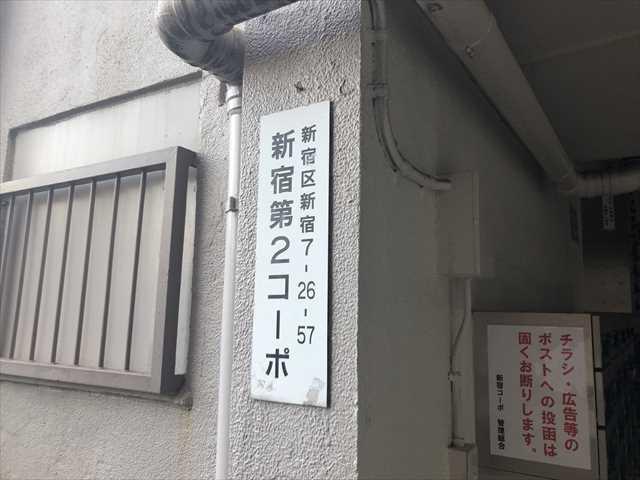 新宿区新宿7-26-57
新宿第2コーポ
チラシ・広告等の
ポストへの投函は
固くお断りします。
新宿コーポ 管理組合